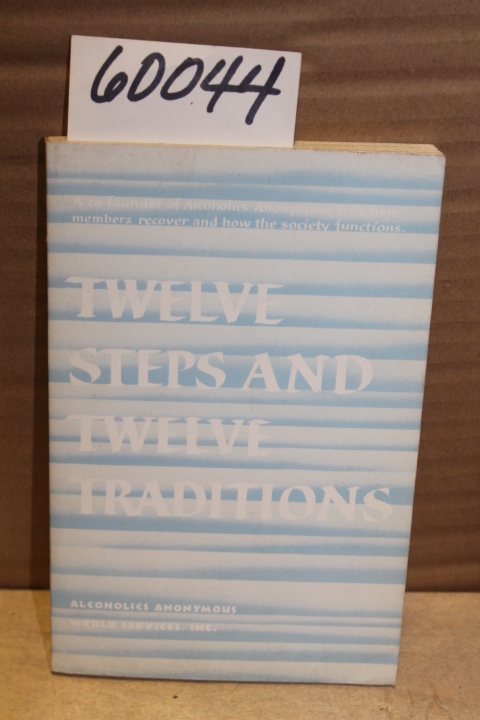 60044
A co-founder of Alcoholics Anonymous tells how
members recover and how the society functions.
TWELVE
STEPS AND
TWELVE
TRADITIONS
ALCOHOLICS ANONYMOUS
WORLD SERVICES, INC.